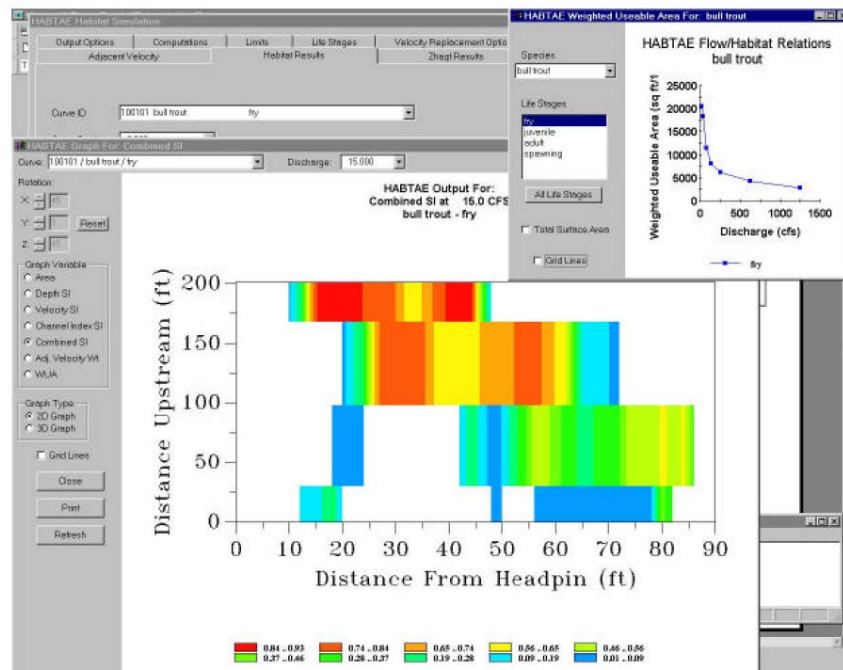 HABTAE Habitat Simulation
Output Options
Computations
Limits
Life Stages
Velocity Replacement Optio
Adjacent Velocity
Habitat Results
Zhaqf Results
Curve ID
100101 bull trout fry
HABTAE Graph For: Combined SI
Curve: 100101 / bull trout / fry
Discharge: 15.000
Rotation:
X:
Y:
Z:
Reset
Graph Variable
Area
Depth SI
Velocity SI
Channel Index SI
Combined SI
Adj. Velocity Wt
WUA
Graph Type
2D Graph
3D Graph
Grid Lines
Close
Print
Refresh
HABTAE Output For:
Combined SI at 15.0 CFS
bull trout - fry
Distance Upstream (ft)
200
150
100
50
0
0 10 20 30 40 50 60 70 80 90
Distance From Headpin (ft)
0.84 .. 0.93 0.74 .. 0.84 0.65 .. 0.74 0.56 .. 0.65 0.46 .. 0.56
0.37 .. 0.46 0.28 .. 0.37 0.19 .. 0.28 0.09 .. 0.19 0.01 .. 0.09
HABTAE Weighted Useable Area For: bull trout
Species
bull trout
Life Stages
fry
juvenile
adult
spawning
All Life Stages
Total Surface Area
Grid Lines
HABTAE Flow/Habitat Relations
bull trout
Weighted Useable Area (sq ft/1
25000
20000
15000
10000
5000
0
0 500 1000 1500
Discharge (cfs)
fry